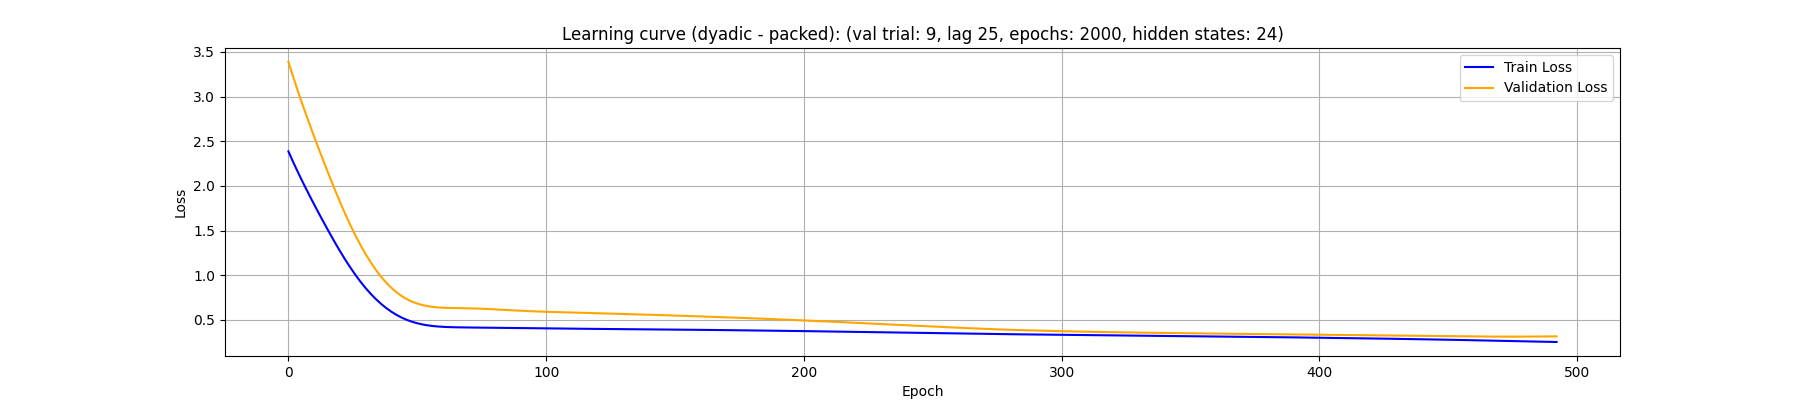 Learning curve (dyadic - packed): (val trial: 9, lag 25, epochs: 2000, hidden states: 24)
3.5
3.0
2.5
2.0
1.5
1.0
0.5
Loss
Train Loss
Validation Loss
0 100 200 300 400 500
Epoch